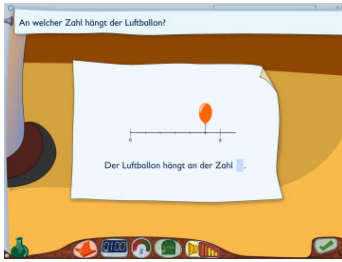 An welcher Zahl hängt der Luftballon?
0 6
Der Luftballon hängt an der Zahl .